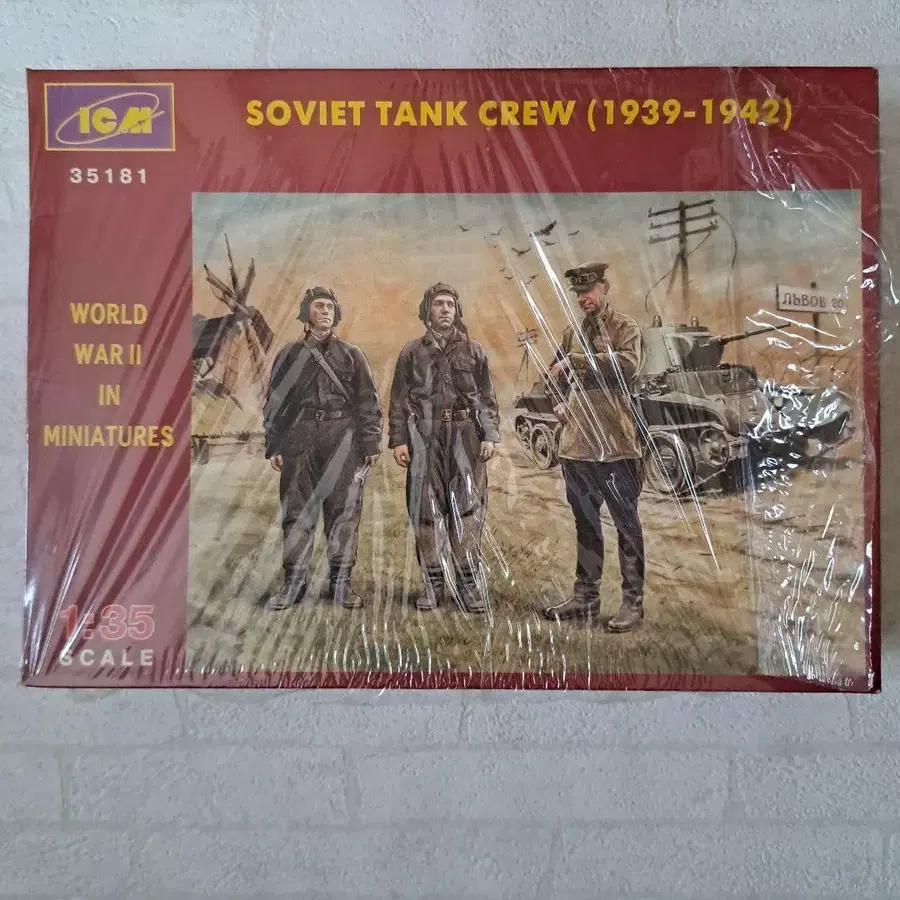 ICM
SOVIET TANK CREW (1939-1942)
35181
WORLD
WAR II
IN
MINIATURES
ЛЬВОВ 20
1:35
SCALE